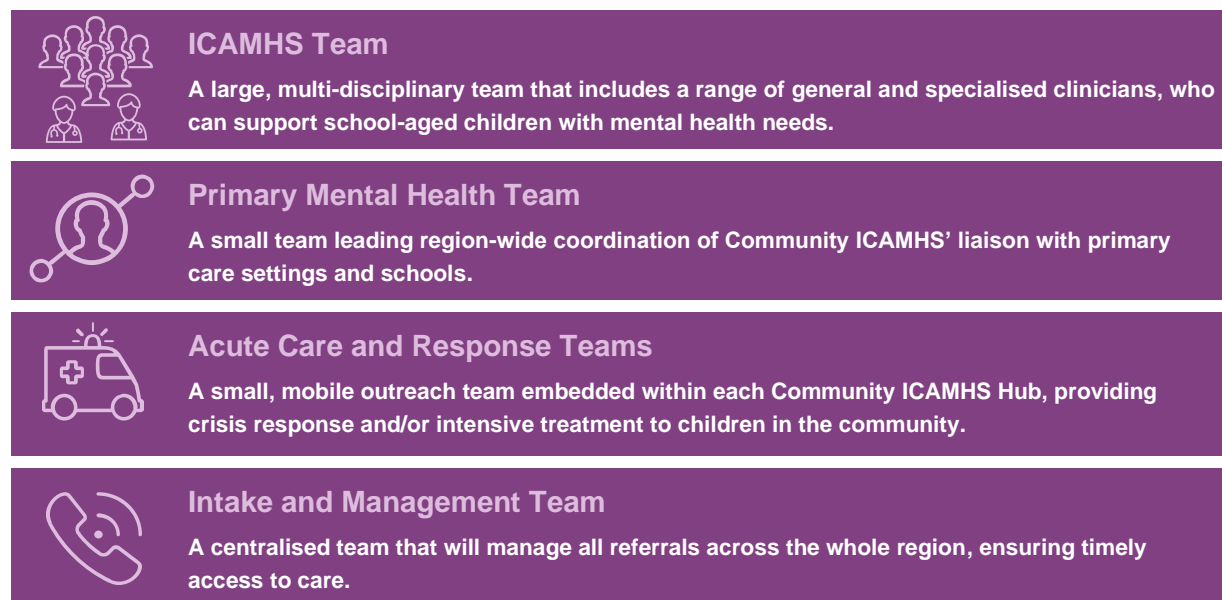 ICAMHS Team
A large, multi-disciplinary team that includes a range of general and specialised clinicians, who
can support school-aged children with mental health needs.
Primary Mental Health Team
A small team leading region-wide coordination of Community ICAMHS’ liaison with primary
care settings and schools.
Acute Care and Response Teams
A small, mobile outreach team embedded within each Community ICAMHS Hub, providing
crisis response and/or intensive treatment to children in the community.
Intake and Management Team
A centralised team that will manage all referrals across the whole region, ensuring timely
access to care.